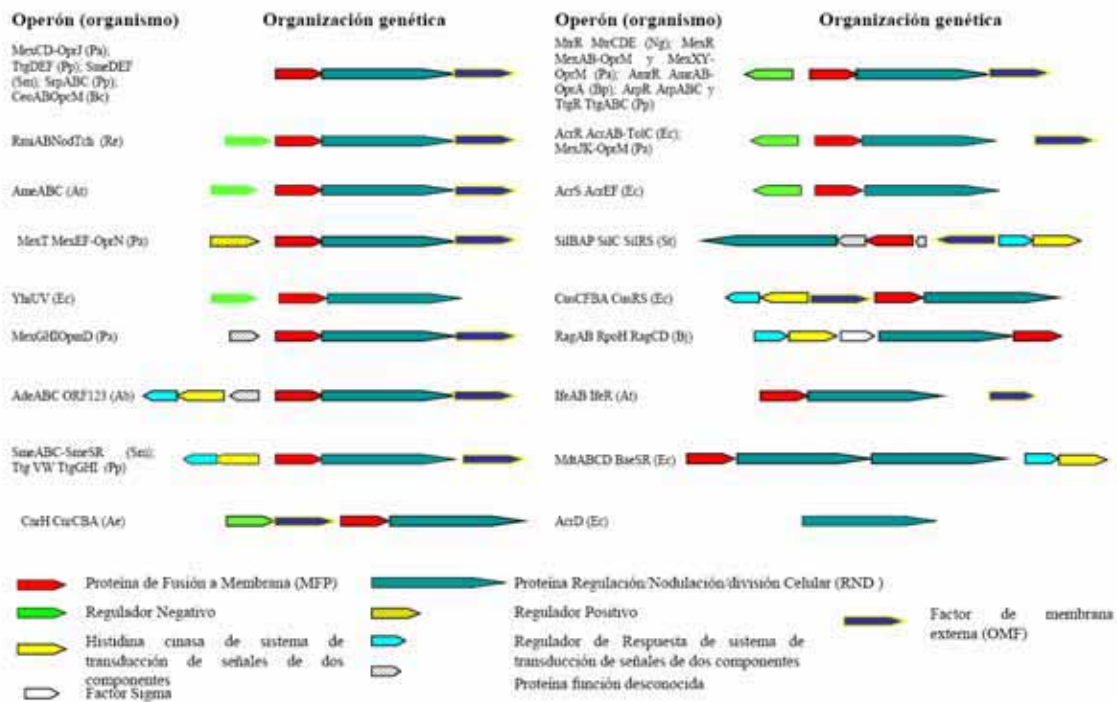 Operón (organismo)
Organización genética
MexCD-OprJ (Pa);
TtgDEF (Pp); SmeDEF
(Sm); SrpABC (Pp);
CeoABOpcM (Bc)
RmiABNodTch (Re)
AmeABC (At)
MexT MexEF-OprN (Pa)
YhiUV (Ec)
MexGHIOpmD (Pa)
AdeABC ORF123 (Ab)
SmeABC-SmeSR (Sm);
Ttg VW TtgGHI (Pp)
CnrH CnrCBA (Ae)
Operón (organismo)
Organización genética
MtrR MtrCDE (Ng); MexR
MexAB-OprM y MexXY-
OprM (Pa); AmrR AmrAB-
OprA (Bp); ArpR ArpABC y
TtgR TtgABC (Pp)
AcrR AcrAB-TolC (Ec);
MexJK-OprM (Pa)
AcrS AcrEF (Ec)
SilBAP SilC SilRS (St)
CusCFBA CusRS (Ec)
RagAB RpoH RagCD (Bj)
IfeAB IfeR (At)
MdtABCD BaeSR (Ec)
AcrD (Ec)
Proteína de Fusión a Membrana (MFP)
Regulador Negativo
Histidina cinasa de sistema de
transducción de señales de dos
componentes
Factor Sigma
Proteína Regulación/Nodulación/división Celular (RND )
Regulador Positivo
Regulador de Respuesta de sistema de
transducción de señales de dos componentes
Proteína función desconocida
Factor de membrana
externa (OMF)